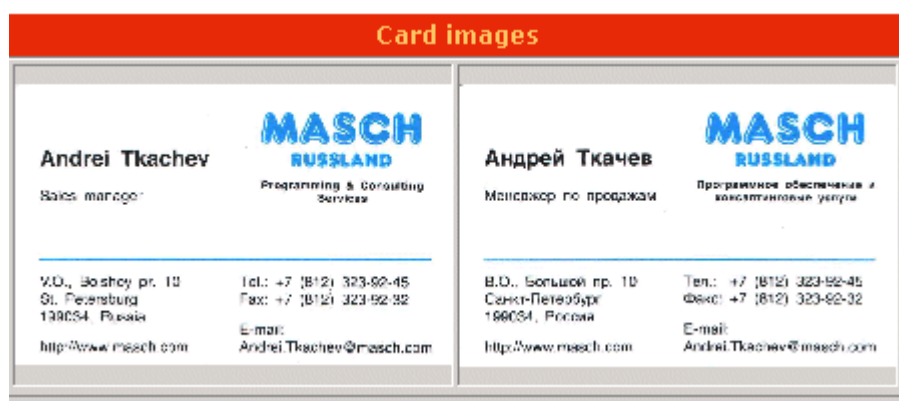 Card images
MASCH
RUSSLAND
Andrei Tkachev
Programming & Consulting
Services
Sales manager
V.O., Bolshoy pr. 10
St. Petersburg
199034, Russia
http://www.masch.com
Tel.: +7 (812) 323-92-45
Fax: +7 (812) 323-92-32
E-mail:
Andrei.Tkachev@masch.com
MASCH
RUSSLAND
Андрей Ткачев
Программное обеспечение и
консалтинговые услуги
Менеджер по продажам
В.О., Большой пр. 10
Санкт-Петербург
199034, Россия
http://www.masch.com
Тел.: +7 (812) 323-92-45
Факс: +7 (812) 323-92-32
E-mail:
Andrei.Tkachev@masch.com